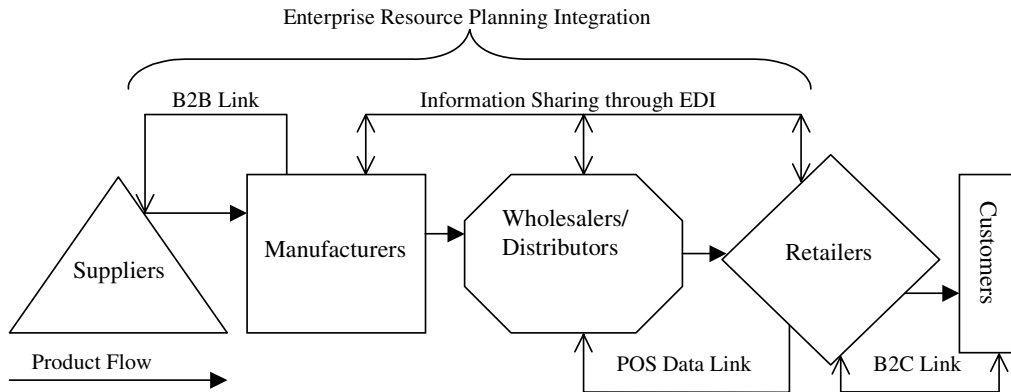 Enterprise Resource Planning Integration
B2B Link
Information Sharing through EDI
Suppliers
Manufacturers
Wholesalers/
Distributors
Retailers
Customers
Product Flow
POS Data Link
B2C Link